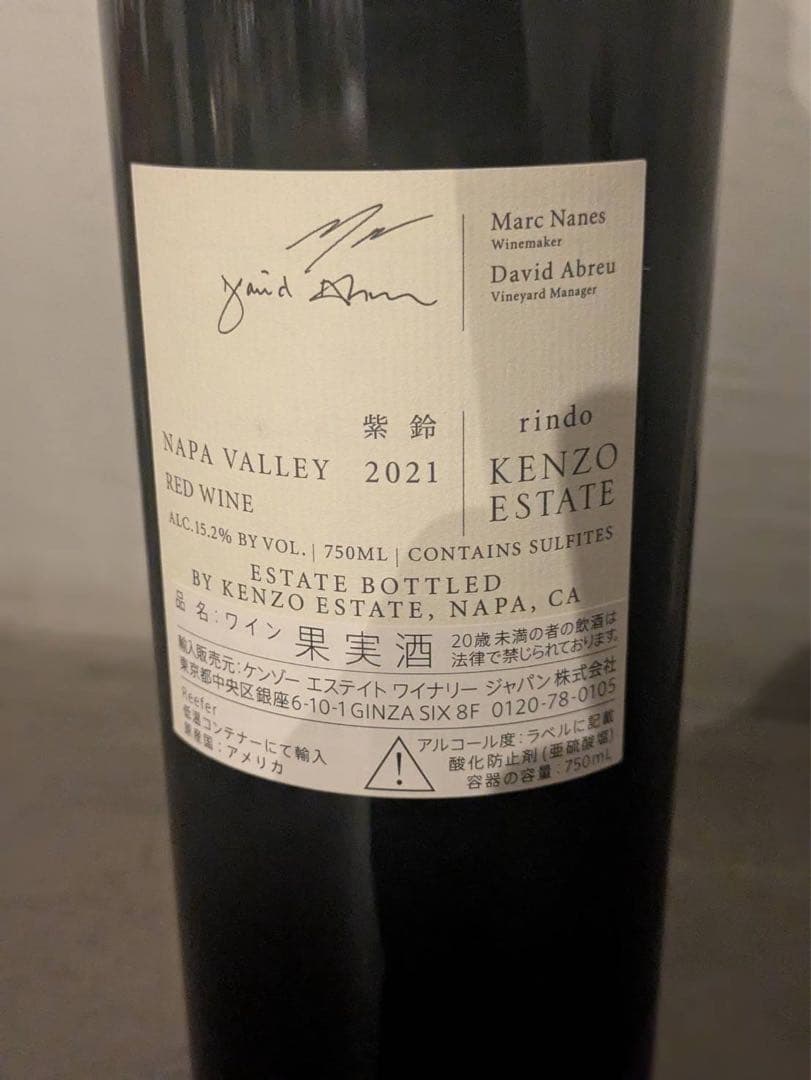 Marc Nanes
Winemaker
David Abreu
Vineyard Manager
David Abreu
紫鈴
rindo
NAPA VALLEY 2021
KENZO
ESTATE
RED WINE
ALC.15.2% BY VOL. | 750ML | CONTAINS SULFITES
ESTATE BOTTLED
BY KENZO ESTATE, NAPA, CA
品名:ワイン 果実酒 20歳未満の者の飲酒は
法律で禁じられております。
輸入販売元:ケンゾー エステイト ワイナリー ジャパン株式会社
東京都中央区銀座6-10-1 GINZA SIX 8F 0120-78-0105
Reefer
低温コンテナーにて輸入
原産国:アメリカ
アルコール度:ラベルに記載
酸化防止剤(亜硫酸塩)
容器の容量:750mL